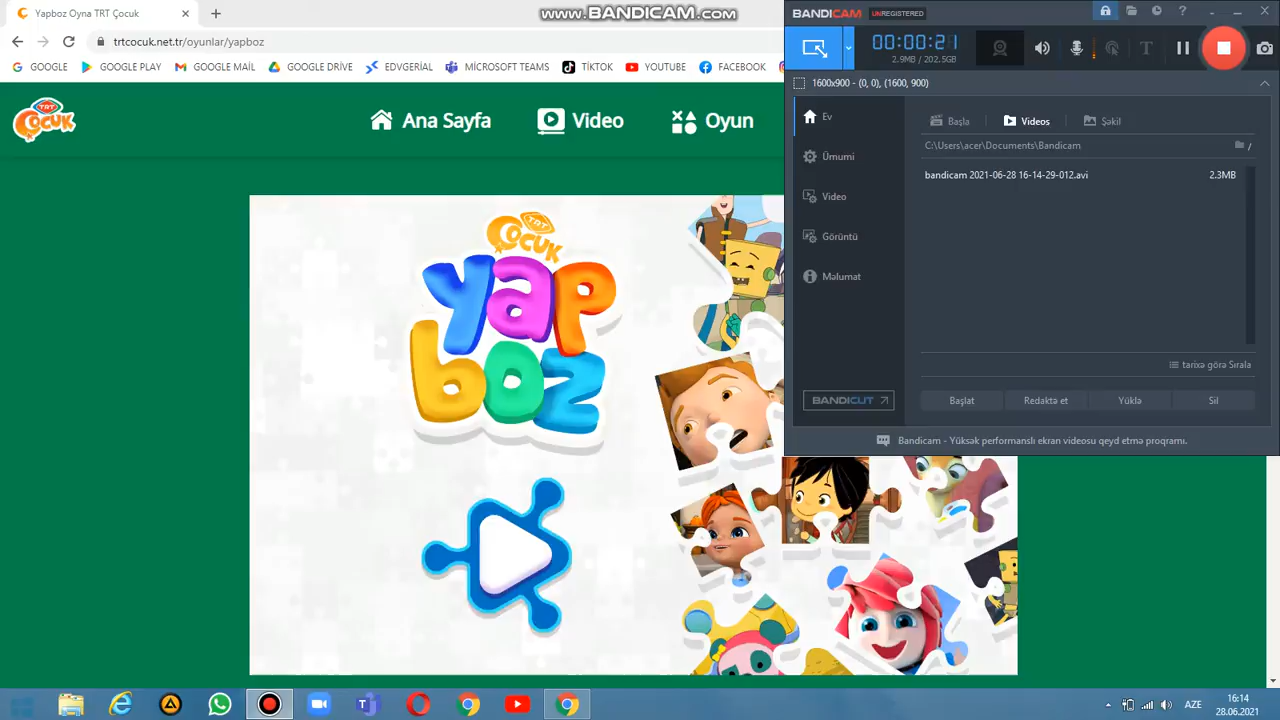 Yapboz Oyna TRT Çocuk
www.BANDICAM.com
trtcocuk.net.tr/oyunlar/yapboz
GOOGLE
GOOGLE PLAY
GOOGLE MAİL
GOOGLE DRİVE
EDVGERİAL
MİCROSOFT TEAMS
TİKTOK
YOUTUBE
FACEBOOK
TRT
ÇOCUK
Ana Sayfa
Video
Oyun
TRT
ÇOCUK
yap
boz
BANDICAM
UNREGISTERED
00:00:21
2.9MB / 202.5GB
1600x900 - (0, 0), (1600, 900)
Ev
Ümumi
Video
Görüntü
Məlumat
BANDICUT
Başla
Videos
Şəkil
C:\Users\acer\Documents\Bandicam
/
bandicam 2021-06-28 16-14-29-012.avi
2.3MB
tarixə görə Sırala
Başlat
Redaktə et
Yüklə
Sil
Bandicam - Yüksək performanslı ekran videosu qeyd etmə proqramı.
AZE
16:14
28.06.2021